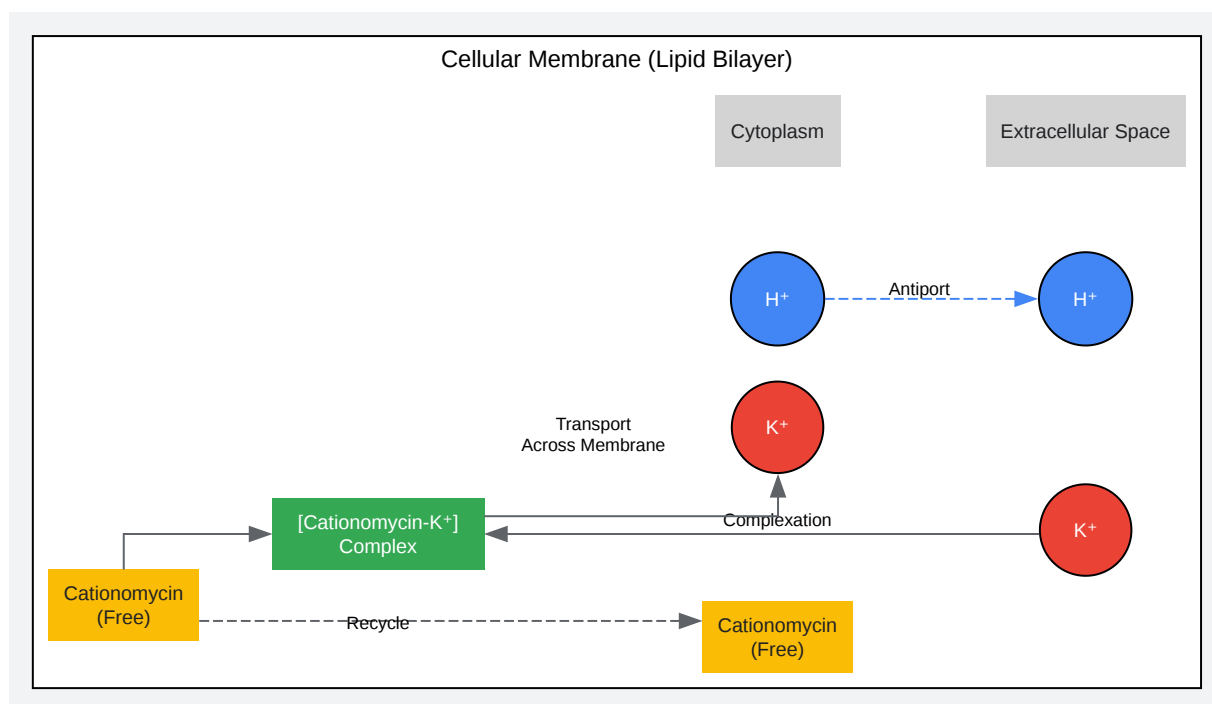 Cellular Membrane (Lipid Bilayer)
Cytoplasm
Extracellular Space
H⁺
Antiport
H⁺
K⁺
Transport
Across Membrane
[Cationomycin-K⁺]
Complex
Complexation
K⁺
Cationomycin
(Free)
Recycle
Cationomycin
(Free)